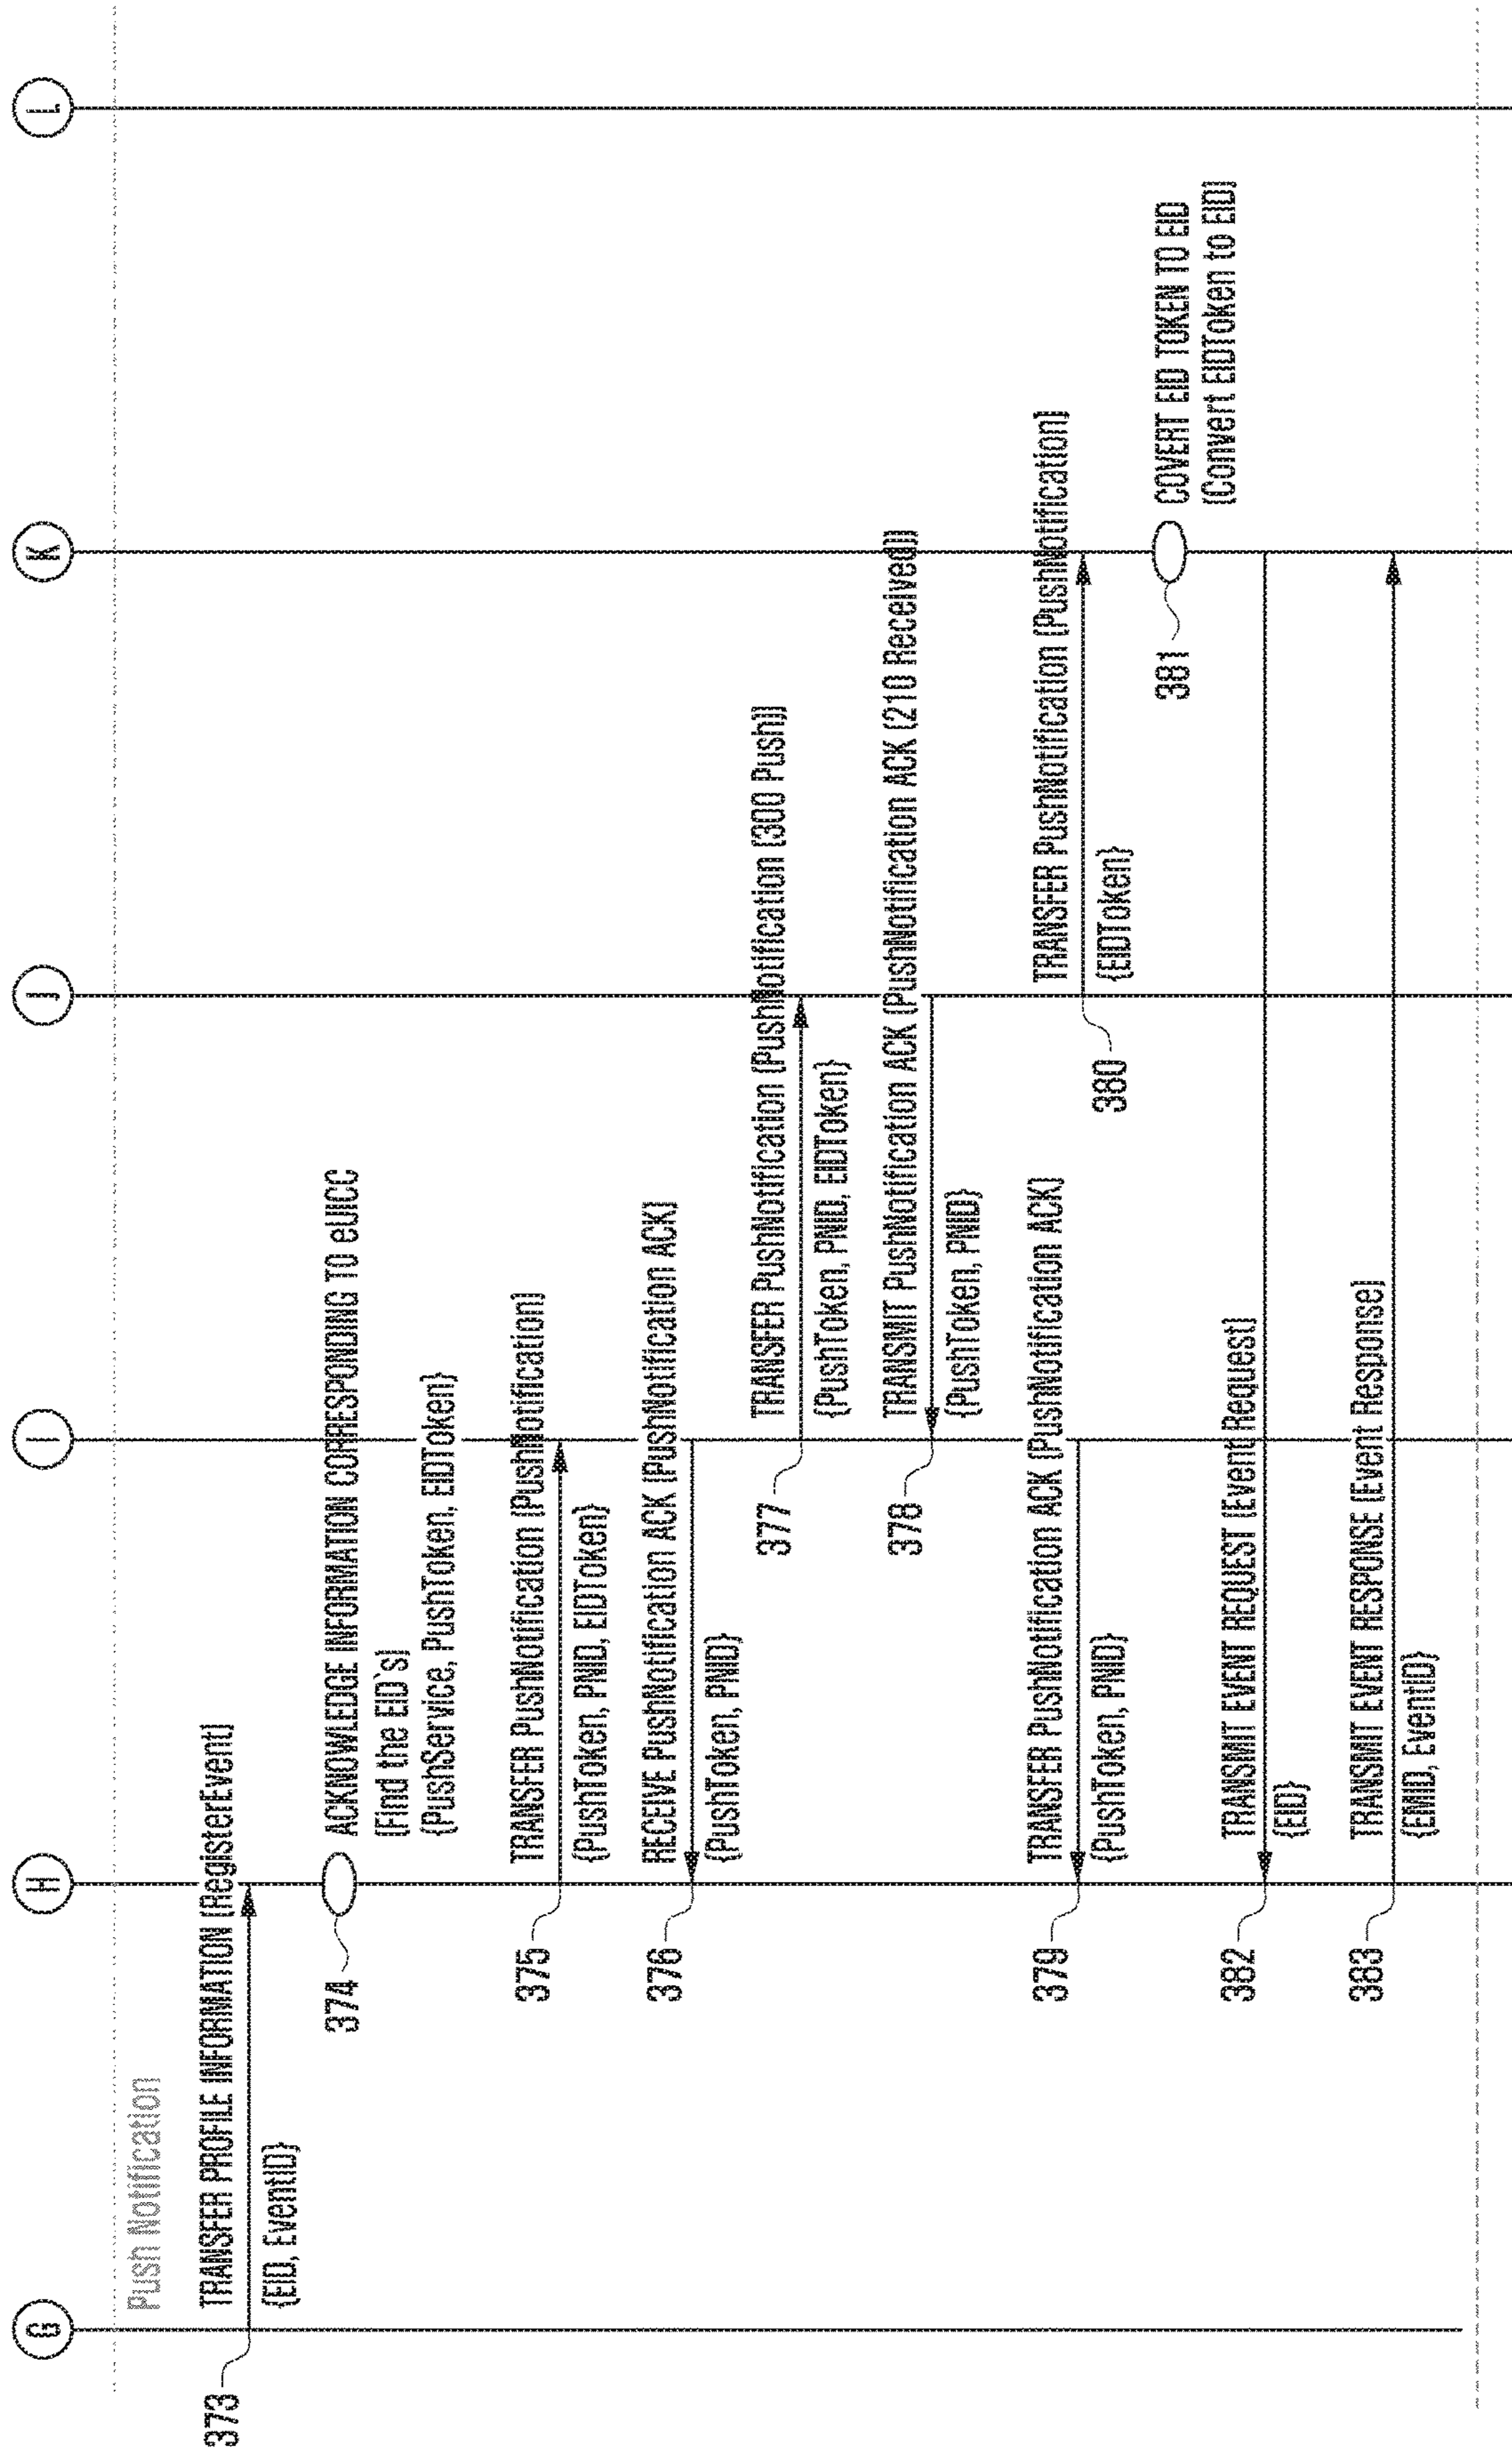 G
H
I
J
K
L
Push Notification
TRANSFER PROFILE INFORMATION (RegisterEvent)
{EID, EventID}
373
ACKNOWLEDGE INFORMATION CORRESPONDING TO eUICC
(Find the EID`s)
{PushService, PushToken, EIDToken}
374
TRANSFER PushNotification (PushNotification)
{PushToken, PNID, EIDToken}
375
RECEIVE PushNotification ACK (PushNotification ACK)
{PushToken, PNID}
376
TRANSFER PushNotification (PushNotification (300 Push))
{PushToken, PNID, EIDToken}
377
TRANSMIT PushNotification ACK (PushNotification ACK (210 Received))
{PushToken, PNID}
378
TRANSFER PushNotification ACK (PushNotification ACK)
{PushToken, PNID}
379
TRANSFER PushNotification (PushNotification)
{EIDToken}
380
COVERT EID TOKEN TO EID
(Convert EIDToken to EID)
381
TRANSMIT EVENT REQUEST (Event Request)
{EID}
382
TRANSMIT EVENT RESPONSE (Event Response)
{EMID, EventID}
383